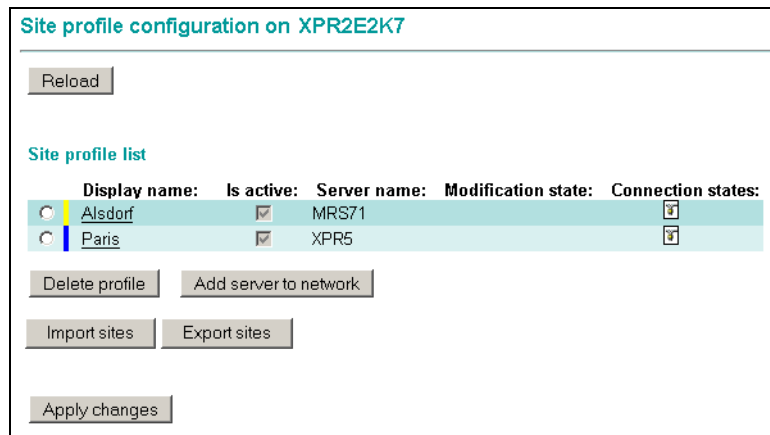 Site profile configuration on XPR2E2K7
Reload
Site profile list
Display name: Is active: Server name: Modification state: Connection states:
Alsdorf MRS71
Paris XPR5
Delete profile Add server to network
Import sites Export sites
Apply changes